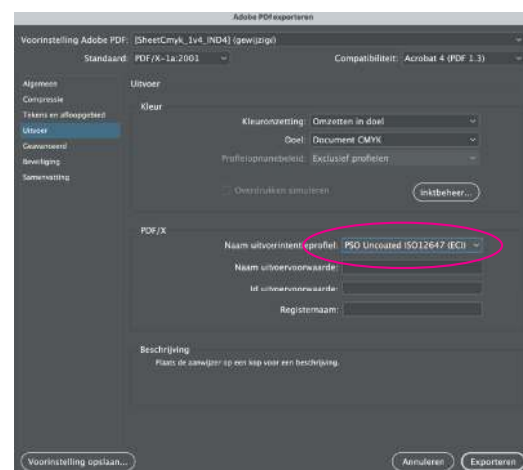 Adobe PDF exporteren
Voorinstelling Adobe PDF: [SheetCmyk_1v4_IND4] (gewijzigd)
Standaard: PDF/X-1a:2001 Compatibiliteit: Acrobat 4 (PDF 1.3)
Algemeen
Compressie
Tekens en afloopgebied
Uitvoer
Geavanceerd
Beveiliging
Samenvatting
Uitvoer
Kleur
Kleuromzetting: Omzetten in doel
Doel: Document CMYK
Profielopnamebeleid: Exclusief profielen
Overdrukken simuleren
Inktbeheer...
PDF/X
Naam uitvoerintentieprofiel: PSO Uncoated ISO12647 (ECI)
Naam uitvoervoorwaarde:
Id uitvoervoorwaarde:
Registernaam:
Beschrijving
Plaats de aanwijzer op een kop voor een beschrijving.
Voorinstelling opslaan... Annuleren Exporteren